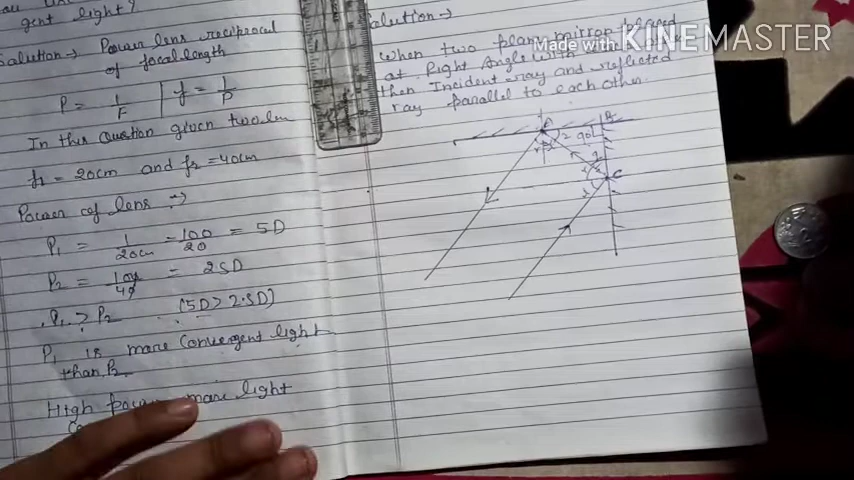 gent light?
Solution → Power lens reciprocal
of focal length
P = 1/F | f = 1/P
In this Question given two
f1 = 20cm and f2 = 40cm
Power of lens :→
P1 = 1/20cm = 100/20 = 5D
P2 = 100/40 = 2.5D
P1 > P2 (5D > 2.5D]
P1 is more convergent light
than P2
High power more light
Solution →
When two plane mirror placed
at Right Angle with
then Incident ray and reflected
ray parallel to each other.
Made with KINEMASTER
A
B
2 90°
C